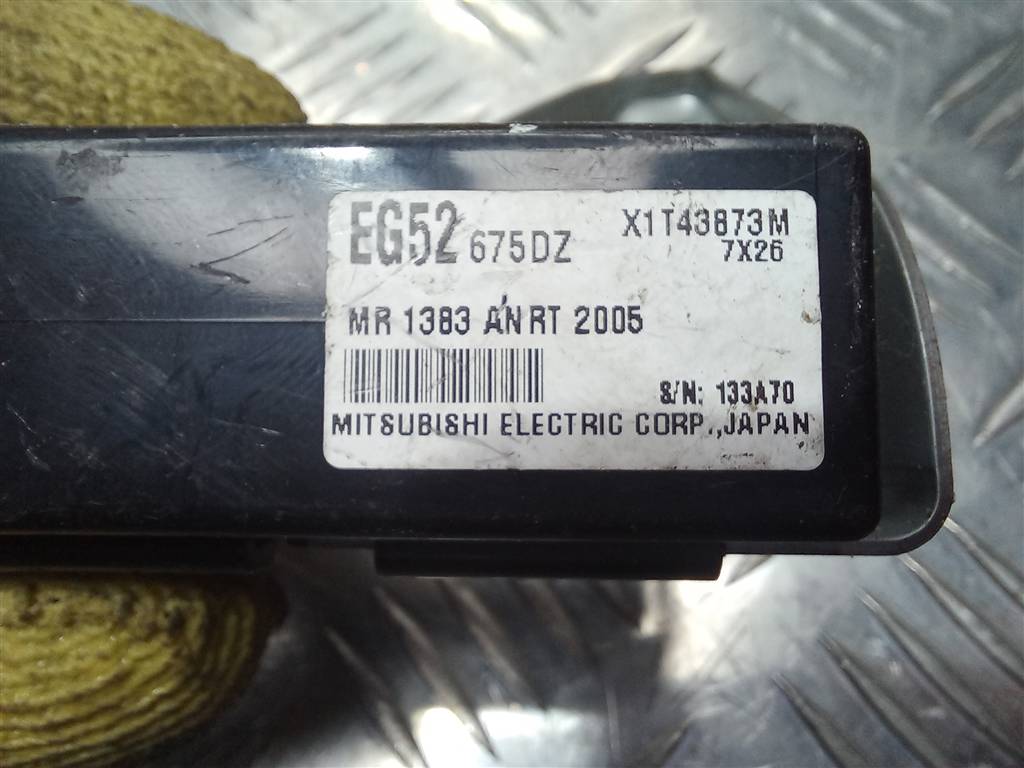 EG52 675DZ X1T43873M
7X26
MR 1383 ANRT 2005
S/N: 133A70
MITSUBISHI ELECTRIC CORP.,JAPAN